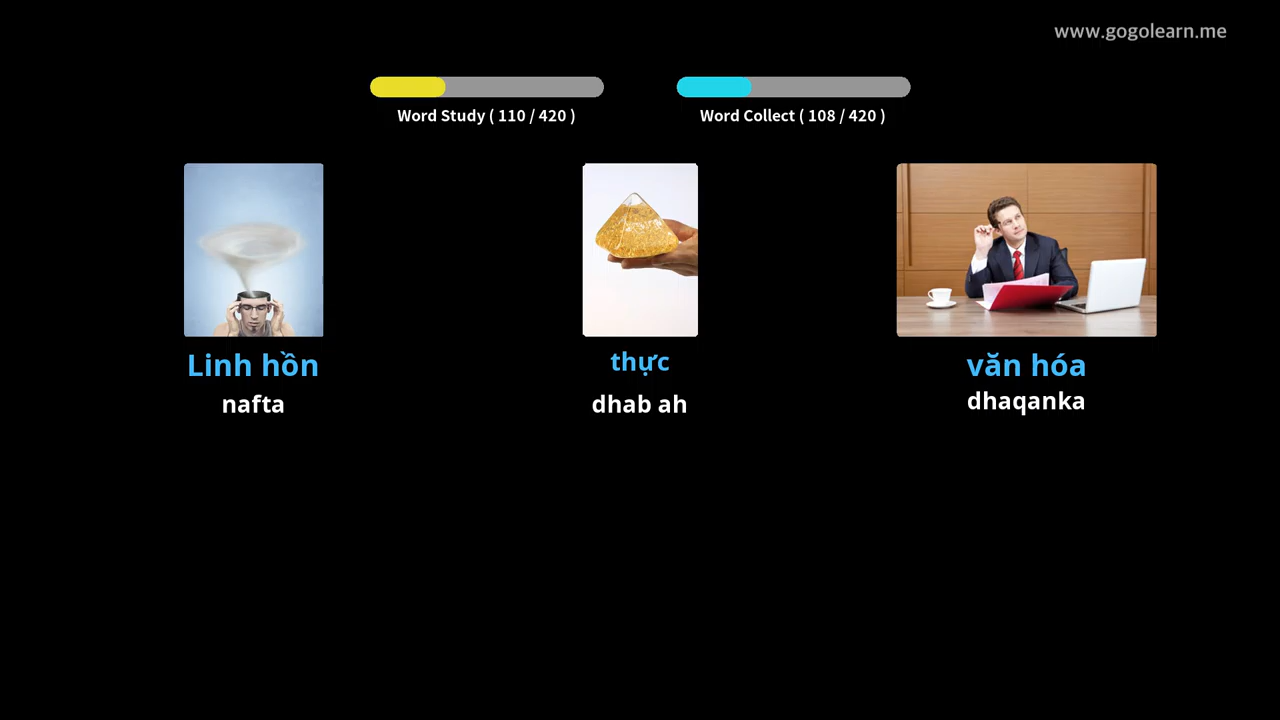 www.gogolearn.me
Word Study ( 110 / 420 )
Word Collect ( 108 / 420 )
Linh hồn
nafta
thực
dhab ah
văn hóa
dhaqanka